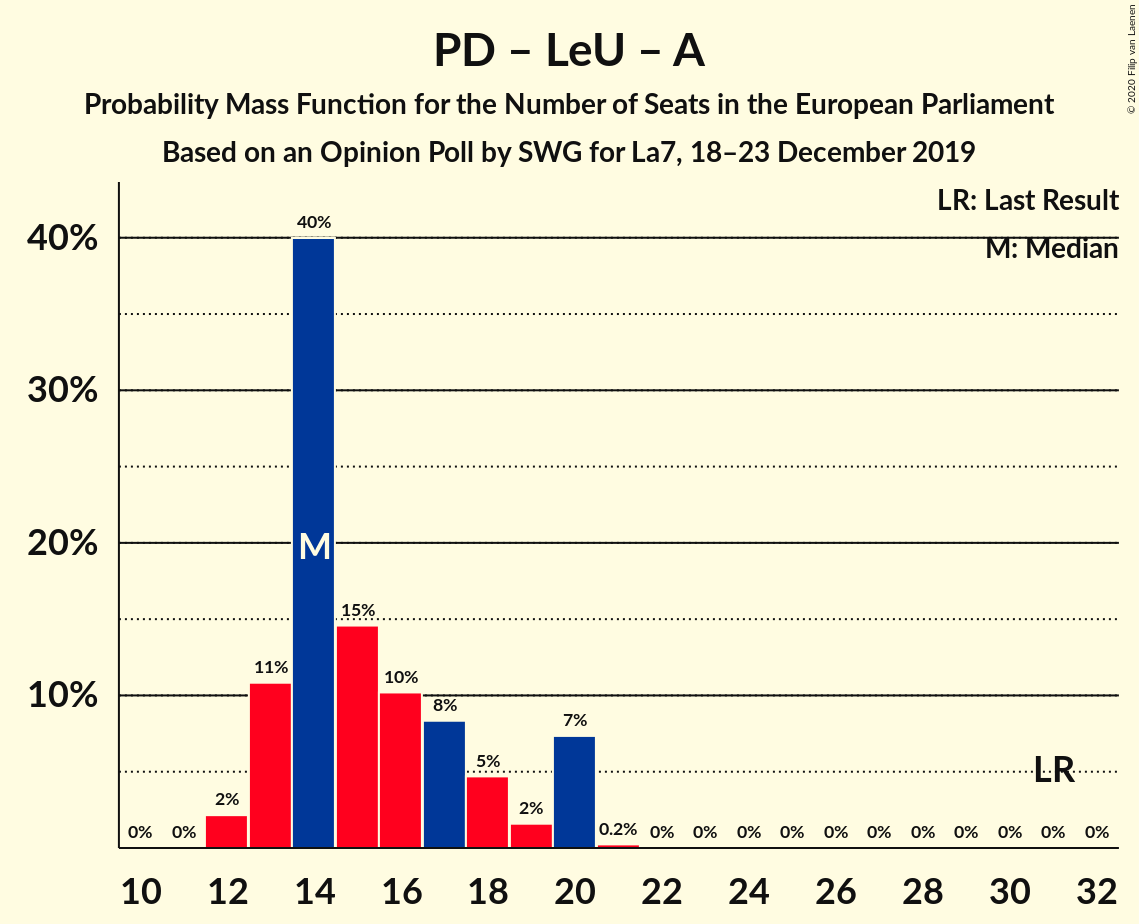 PD – LeU – A
Probability Mass Function for the Number of Seats in the European Parliament
Based on an Opinion Poll by SWG for La7, 18–23 December 2019
© 2020 Filip van Laenen
LR: Last Result
M: Median
40%
30%
20%
10%
0% 0% 2% 11% 40% 15% 10% 8% 5% 2% 7% 0.2% 0% 0% 0% 0% 0% 0% 0% 0% 0% 0% 0%
M
LR
10 12 14 16 18 20 22 24 26 28 30 32